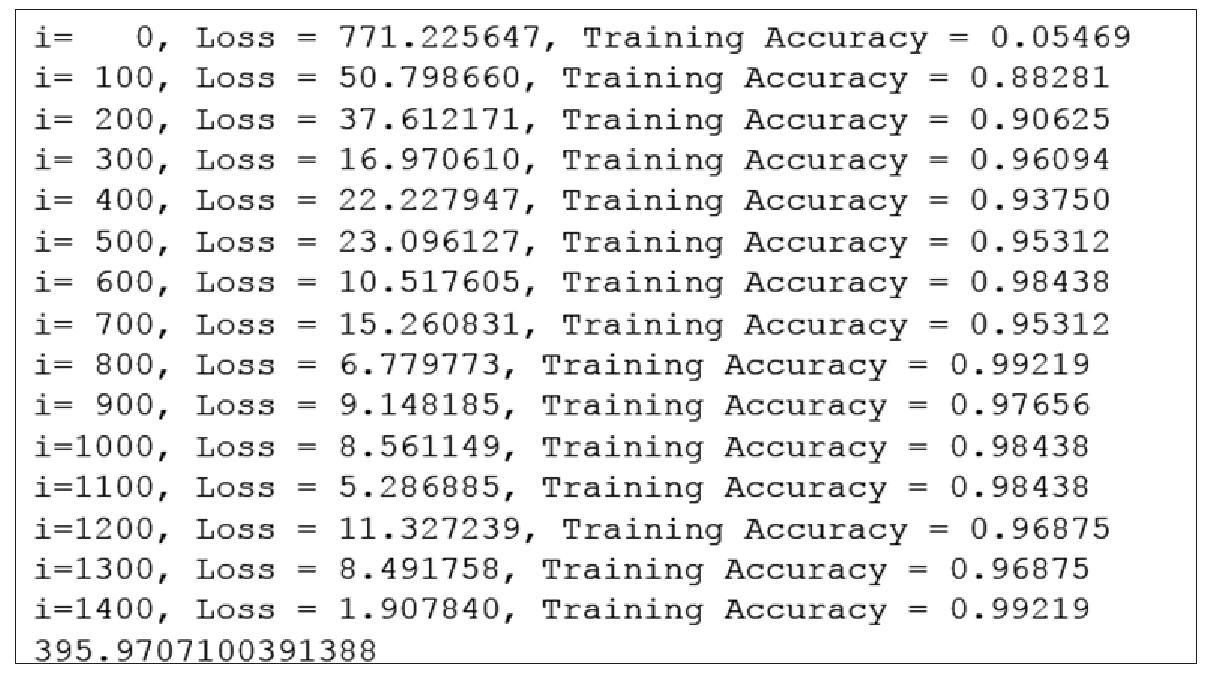 i=   0, Loss = 771.225647, Training Accuracy = 0.05469
i= 100, Loss = 50.798660, Training Accuracy = 0.88281
i= 200, Loss = 37.612171, Training Accuracy = 0.90625
i= 300, Loss = 16.970610, Training Accuracy = 0.96094
i= 400, Loss = 22.227947, Training Accuracy = 0.93750
i= 500, Loss = 23.096127, Training Accuracy = 0.95312
i= 600, Loss = 10.517605, Training Accuracy = 0.98438
i= 700, Loss = 15.260831, Training Accuracy = 0.95312
i= 800, Loss = 6.779773, Training Accuracy = 0.99219
i= 900, Loss = 9.148185, Training Accuracy = 0.97656
i=1000, Loss = 8.561149, Training Accuracy = 0.98438
i=1100, Loss = 5.286885, Training Accuracy = 0.98438
i=1200, Loss = 11.327239, Training Accuracy = 0.96875
i=1300, Loss = 8.491758, Training Accuracy = 0.96875
i=1400, Loss = 1.907840, Training Accuracy = 0.99219
395.9707100391388